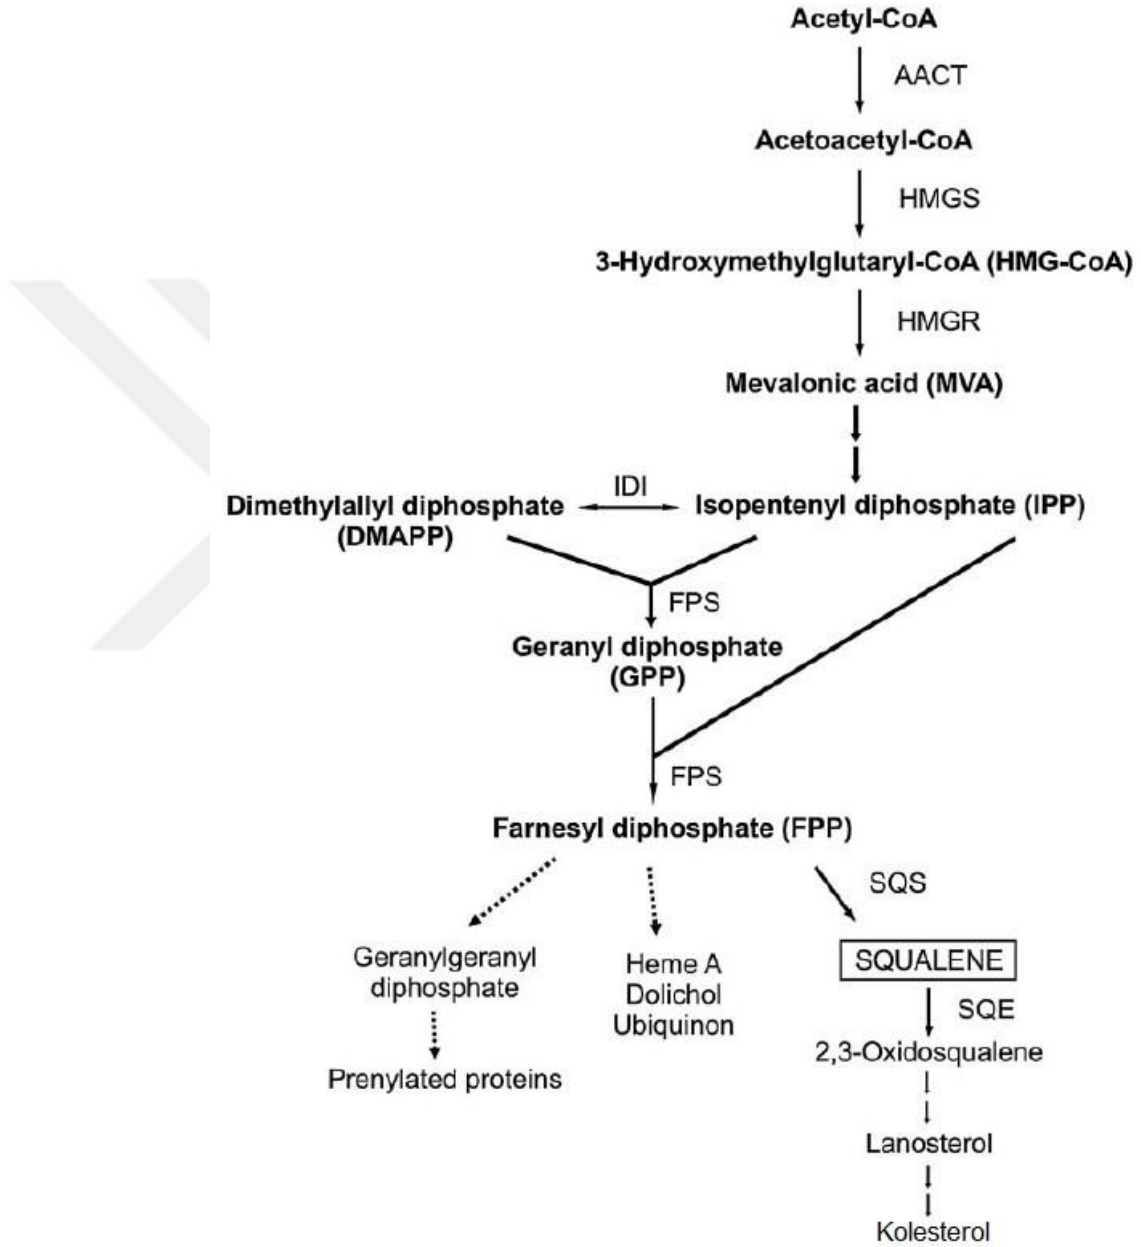 Acetyl-CoA
AACT
Acetoacetyl-CoA
HMGS
3-Hydroxymethylglutaryl-CoA (HMG-CoA)
HMGR
Mevalonic acid (MVA)
IDI
Dimethylallyl diphosphate
(DMAPP)
Isopentenyl diphosphate (IPP)
FPS
Geranyl diphosphate
(GPP)
FPS
Farnesyl diphosphate (FPP)
SQS
Geranylgeranyl
diphosphate
Prenylated proteins
Heme A
Dolichol
Ubiquinon
SQUALENE
SQE
2,3-Oxidosqualene
Lanosterol
Kolesterol